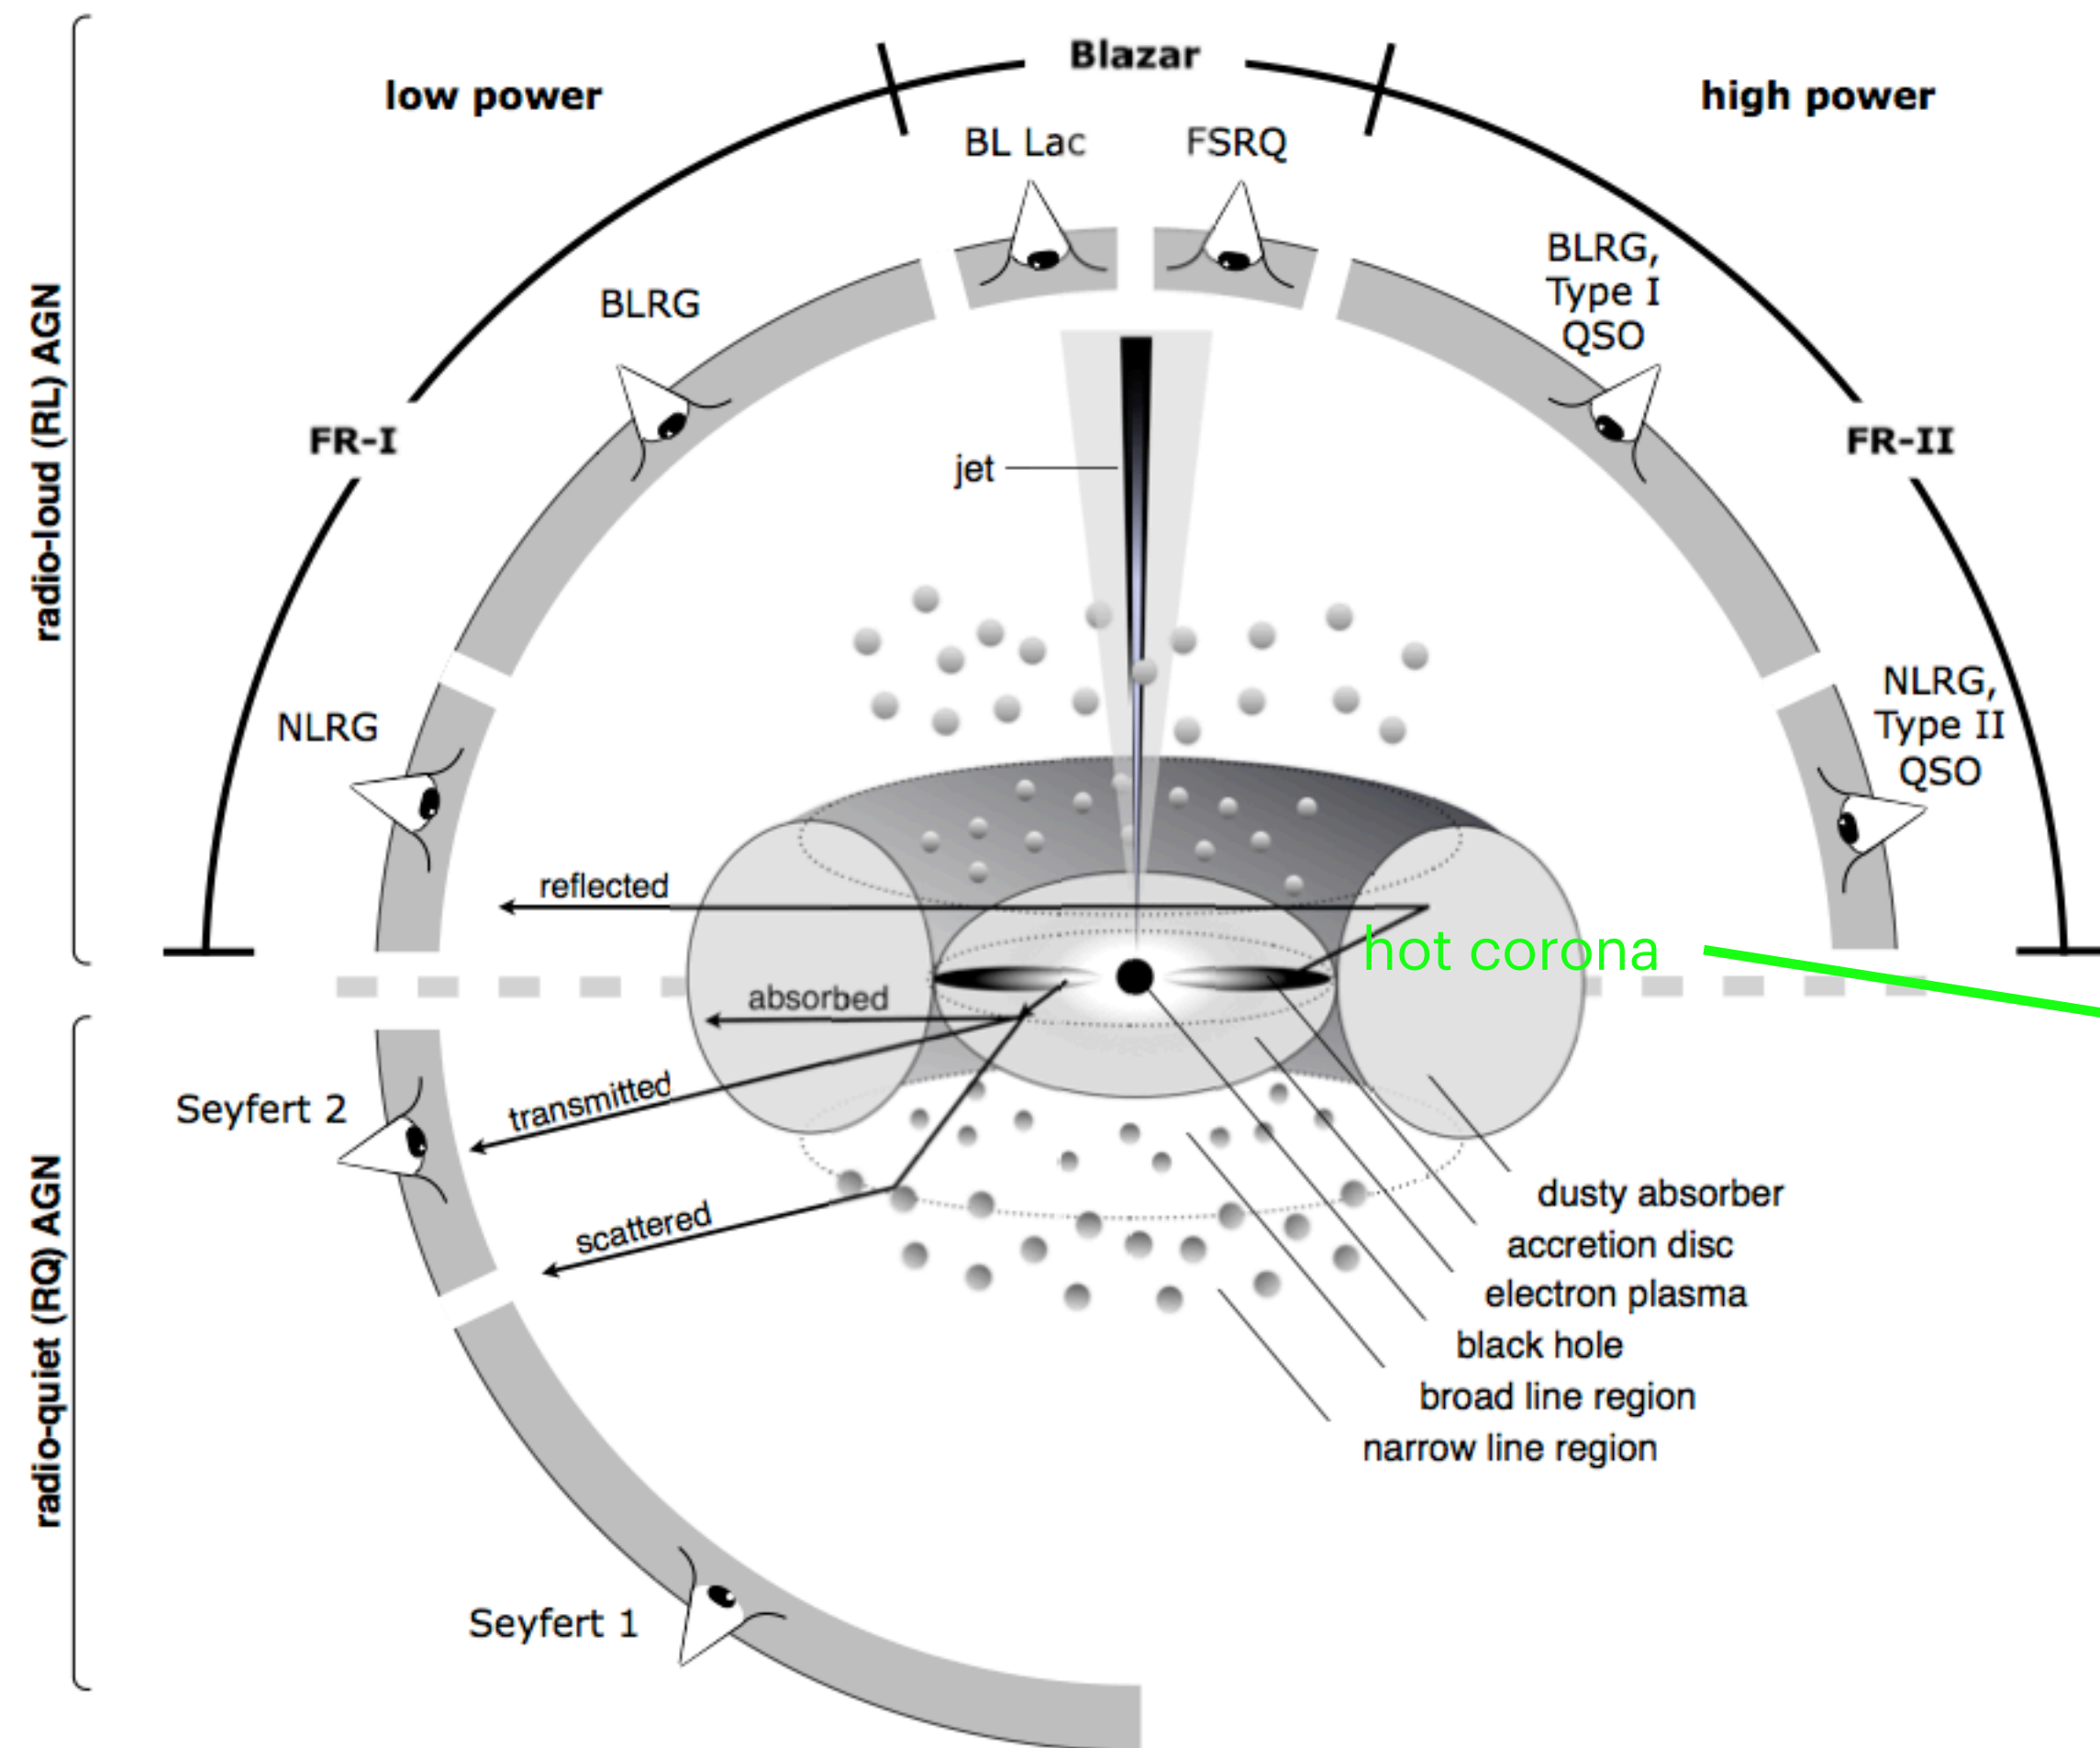 Blazar
low power
high power
BL Lac
FSRQ
BLRG
BLRG,
Type I
QSO
radio-loud (RL) AGN
FR-I
FR-II
jet
NLRG
NLRG,
Type II
QSO
reflected
hot corona
absorbed
transmitted
Seyfert 2
scattered
radio-quiet (RQ) AGN
dusty absorber
accretion disc
electron plasma
black hole
broad line region
narrow line region
Seyfert 1